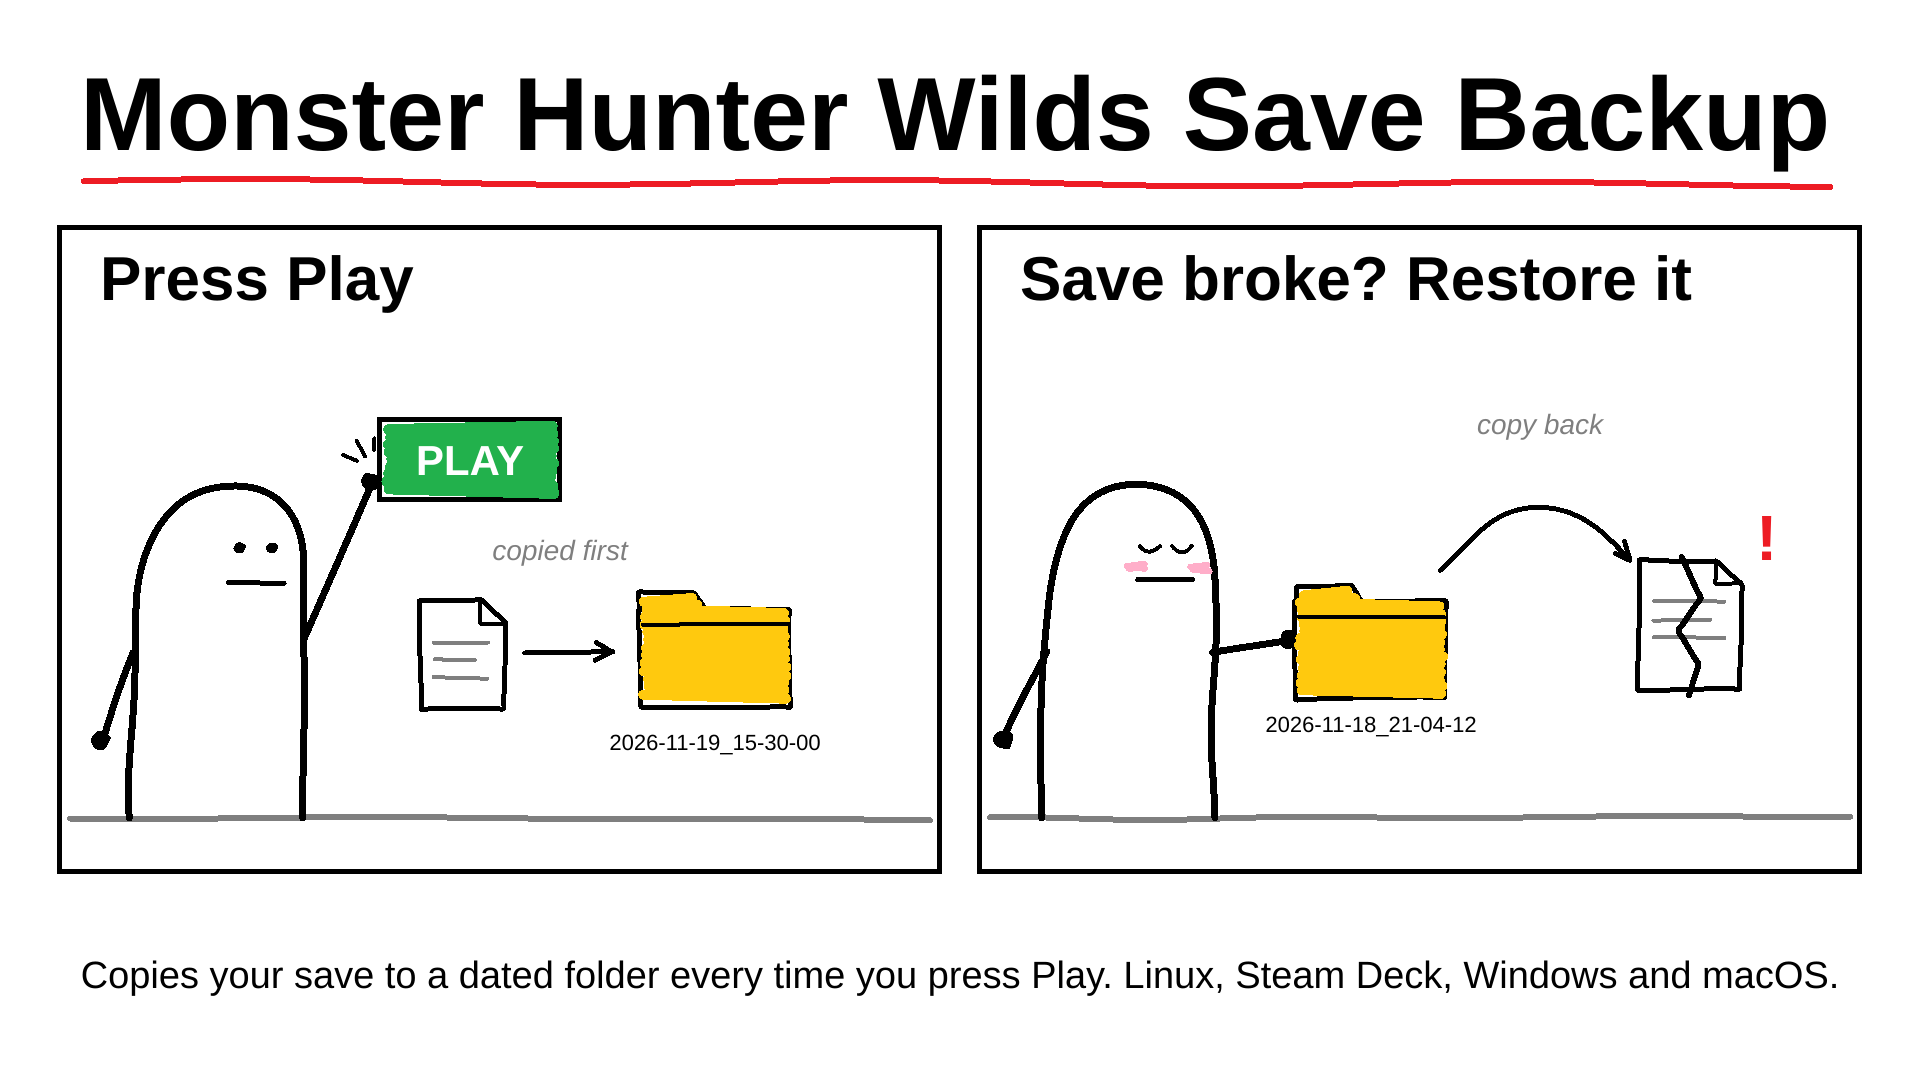 Monster Hunter Wilds Save Backup
Press Play
PLAY
copied first
2026-11-19_15-30-00
Save broke? Restore it
copy back
!
2026-11-18_21-04-12
Copies your save to a dated folder every time you press Play. Linux, Steam Deck, Windows and macOS.